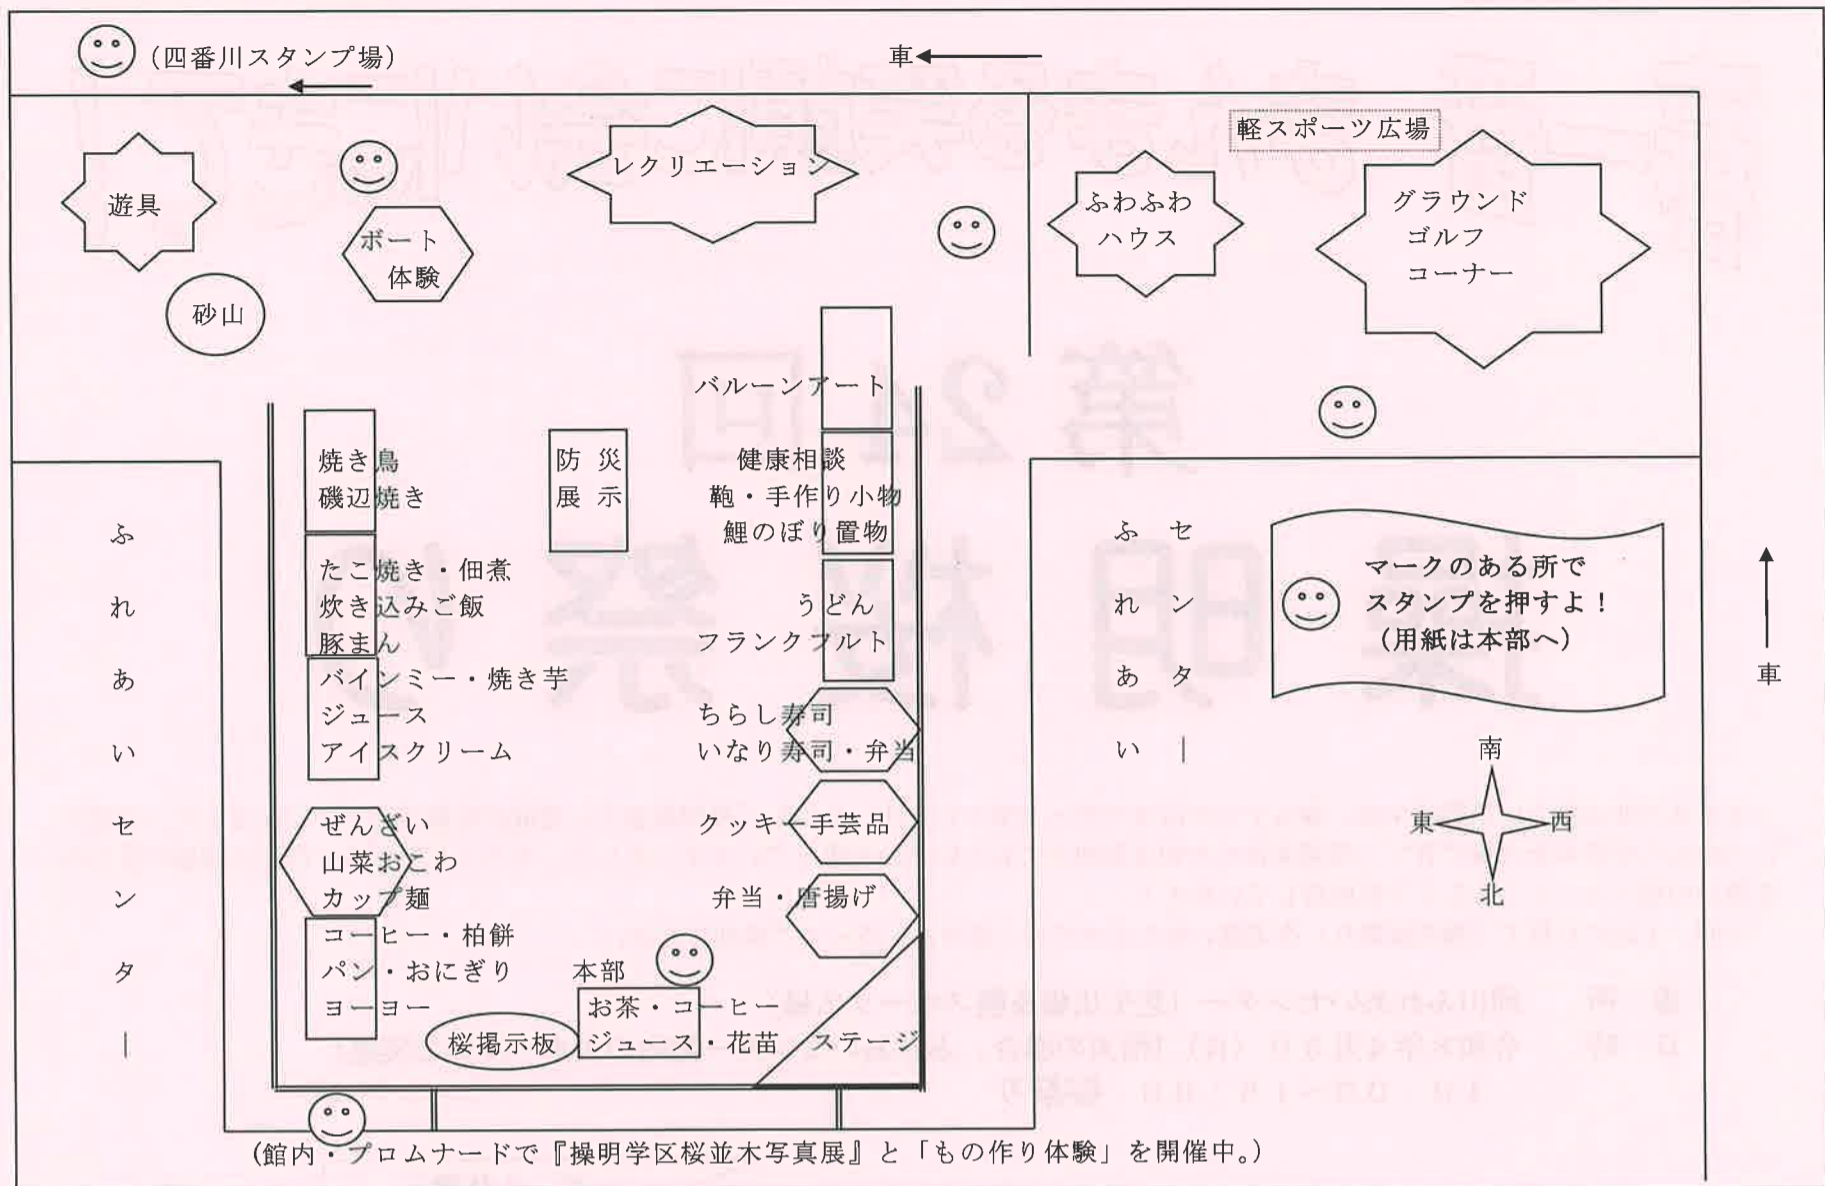 (四番川スタンプ場)
車
軽スポーツ広場
遊具
ボート
体験
砂山
レクリエーション
ふわふわ
ハウス
グラウンド
ゴルフ
コーナー
バルーンアート
焼き鳥
磯辺焼き
防災
展示
健康相談
鞄・手作り小物
鯉のぼり置物
たこ焼き・佃煮
炊き込みご飯
豚まん
うどん
フランクフルト
バインミー・焼き芋
ジュース
アイスクリーム
ちらし寿司
いなり寿司・弁当
ぜんざい
山菜おこわ
カップ麺
クッキー手芸品
弁当・唐揚げ
コーヒー・柏餅
パン・おにぎり
ヨーヨー
本部
お茶・コーヒー
ジュース・花苗
桜掲示板
ステージ
ふれあいセンター
ふれあい
センター
マークのある所で
スタンプを押すよ!
(用紙は本部へ)
車
南
東
西
北
(館内・プロムナードで『操明学区桜並木写真展』と「もの作り体験」を開催中。)
第24回
操明桜祭り